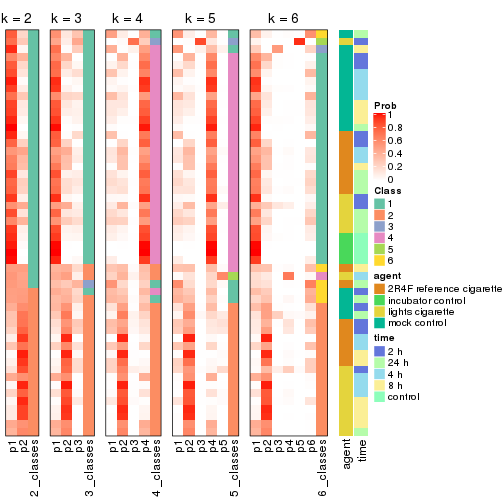 k = 2
k = 3
k = 4
k = 5
k = 6
Prob
1
0.8
0.6
0.4
0.2
0
Class
1
2
3
4
5
6
agent
2R4F reference cigarette
incubator control
lights cigarette
mock control
time
2 h
24 h
4 h
8 h
control
p1
p2
2_classes
p1
p2
p3
3_classes
p1
p2
p3
p4
4_classes
p1
p2
p3
p4
p5
5_classes
p1
p2
p3
p4
p5
p6
6_classes
agent
time